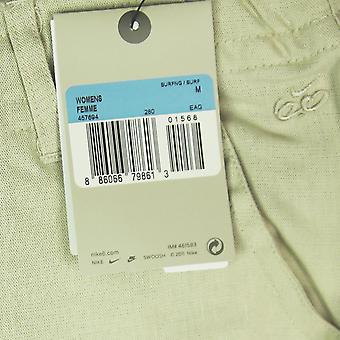 SURFNG / SURF
WOMENS M
FEMME
457694 280 EAG
01568
8 86066 79861 3
nike6.com IM# 461583
NIKE SWOOSH © 2011 Nike